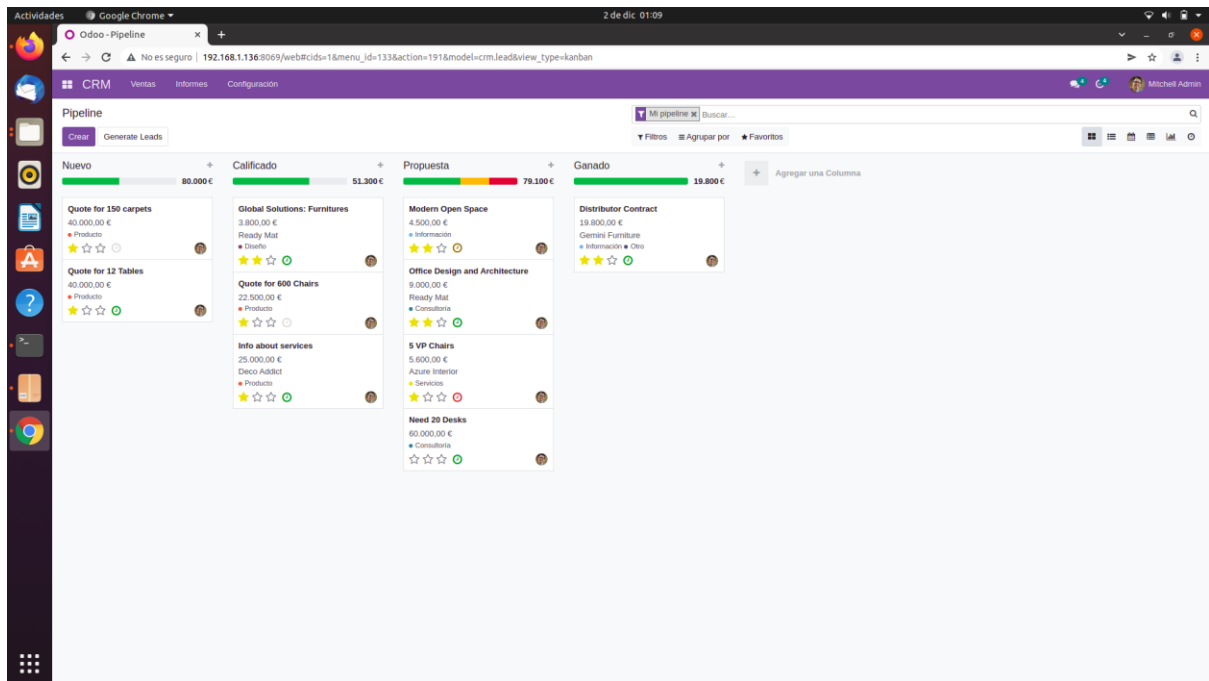 Actividades Google Chrome 2 de dic 01:09
Odoo - Pipeline
No es seguro 192.168.1.136:8069/web#cids=1&menu_id=133&action=191&model=crm.lead&view_type=kanban
CRM Ventas Informes Configuración 4 4 Mitchell Admin
Pipeline Mi pipeline Buscar...
Crear Generate Leads Filtros Agrupar por Favoritos
Nuevo
80.000 €
Quote for 150 carpets
40.000,00 €
Producto
Quote for 12 Tables
40.000,00 €
Producto
Calificado
51.300 €
Global Solutions: Furnitures
3.800,00 €
Ready Mat
Diseño
Quote for 600 Chairs
22.500,00 €
Producto
Info about services
25.000,00 €
Deco Addict
Producto
Propuesta
79.100 €
Modern Open Space
4.500,00 €
Información
Office Design and Architecture
9.000,00 €
Ready Mat
Consultoría
5 VP Chairs
5.600,00 €
Azure Interior
Servicios
Need 20 Desks
60.000,00 €
Consultoría
Ganado
19.800 €
Distributor Contract
19.800,00 €
Gemini Furniture
Información Otro
Agregar una Columna